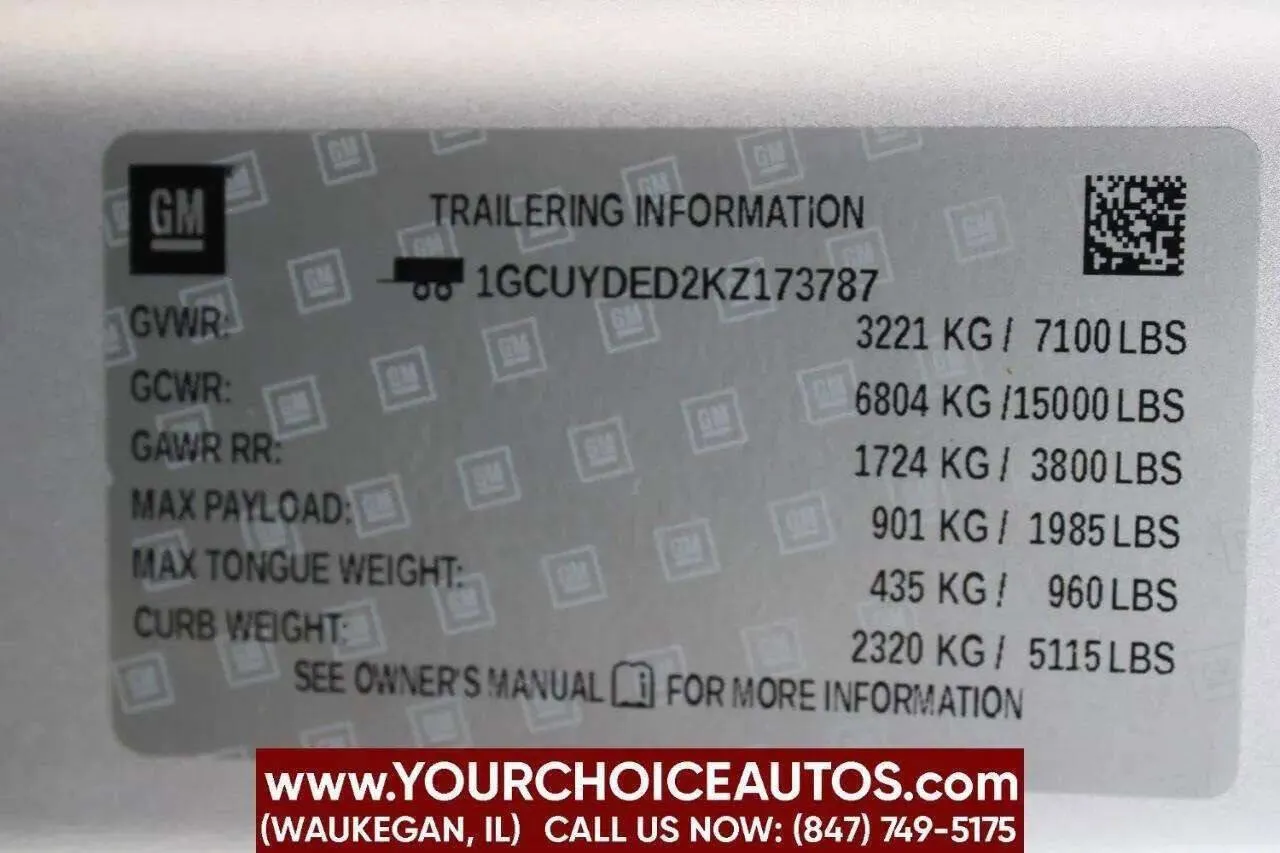 GM
TRAILERING INFORMATION
1GCUYDED2KZ173787
GVWR: 3221 KG / 7100 LBS
GCWR: 6804 KG /15000 LBS
GAWR RR: 1724 KG / 3800 LBS
MAX PAYLOAD: 901 KG / 1985 LBS
MAX TONGUE WEIGHT: 435 KG / 960 LBS
CURB WEIGHT: 2320 KG / 5115 LBS
SEE OWNER'S MANUAL FOR MORE INFORMATION
www.YOURCHOICEAUTOS.com
(WAUKEGAN, IL) CALL US NOW: (847) 749-5175